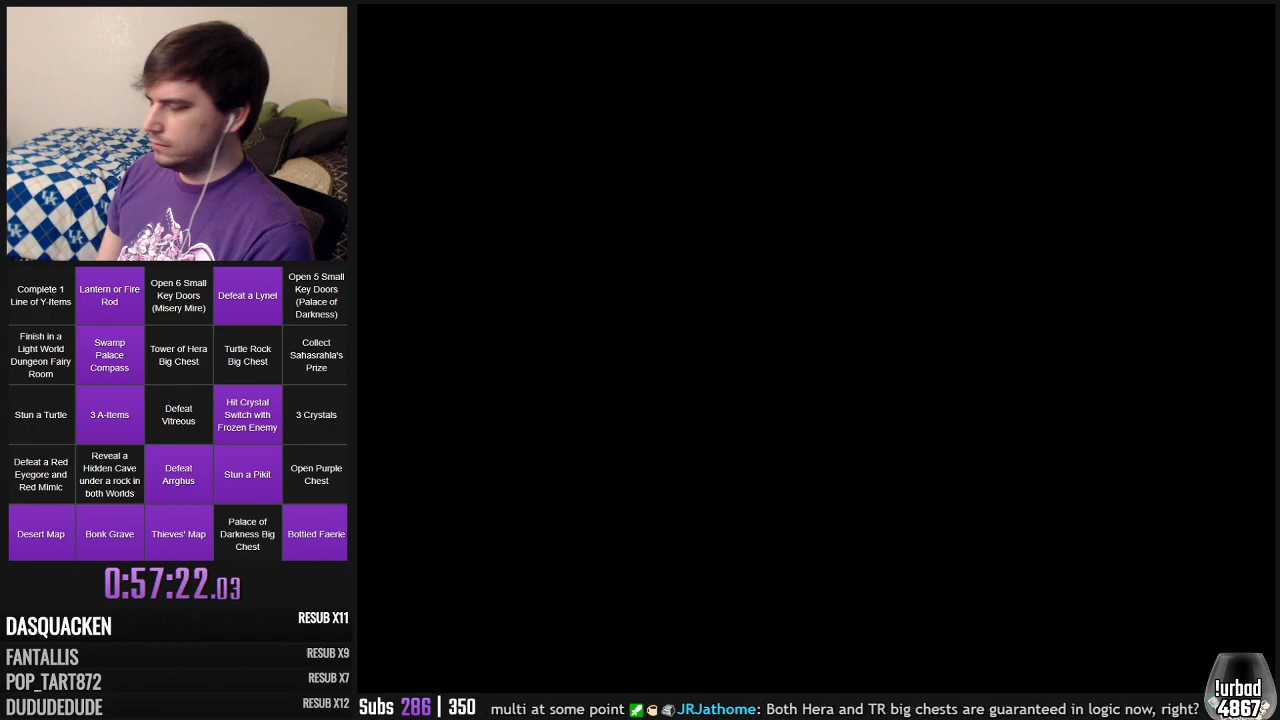 Complete 1
Line of Y-Items
Lantern or Fire
Rod
Open 6 Small
Key Doors
(Misery Mire)
Defeat a Lynel
Open 5 Small
Key Doors
(Palace of
Darkness)
Finish in a
Light World
Dungeon Fairy
Room
Swamp
Palace
Compass
Tower of Hera
Big Chest
Turtle Rock
Big Chest
Collect
Sahasrahla's
Prize
Stun a Turtle
3 A-Items
Defeat
Vitreous
Hit Crystal
Switch with
Frozen Enemy
3 Crystals
Defeat a Red
Eyegore and
Red Mimic
Reveal a
Hidden Cave
under a rock in
both Worlds
Defeat
Arrghus
Stun a Pikit
Open Purple
Chest
Desert Map
Bonk Grave
Thieves' Map
Palace of
Darkness Big
Chest
Bottled Faerie
0:57:22.03
DASQUACKEN RESUB X11
FANTALLIS RESUB X9
POP_TART872 RESUB X7
DUDUDEDUDE RESUB X12
Subs 286 | 350
multi at some point JRJathome: Both Hera and TR big chests are guaranteed in logic now, right?
!urbad
4867
UK